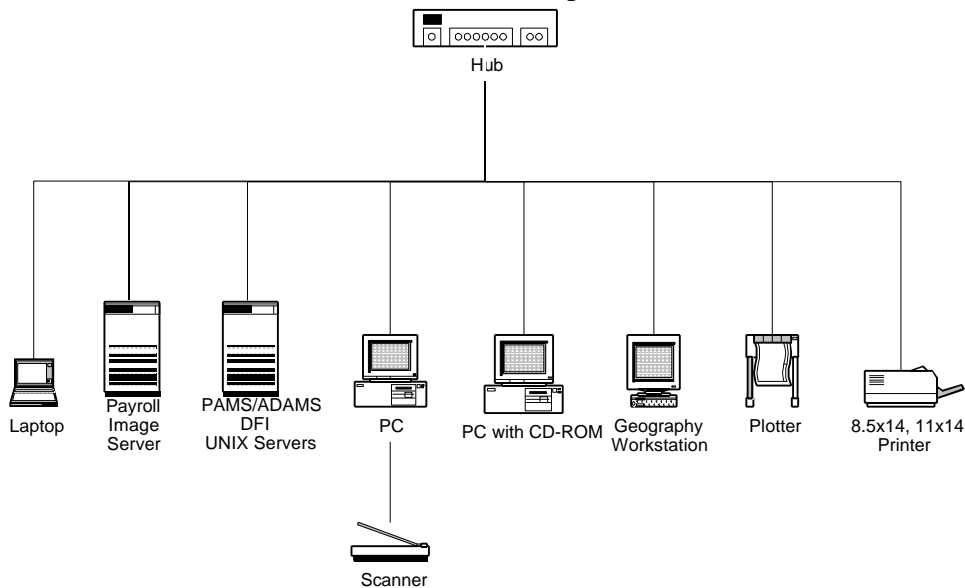 Hub
Laptop
Payroll
Image
Server
PAMS/ADAMS
DFI
UNIX Servers
PC
PC with CD-ROM
Geography
Workstation
Plotter
8.5x14, 11x14
Printer
Scanner